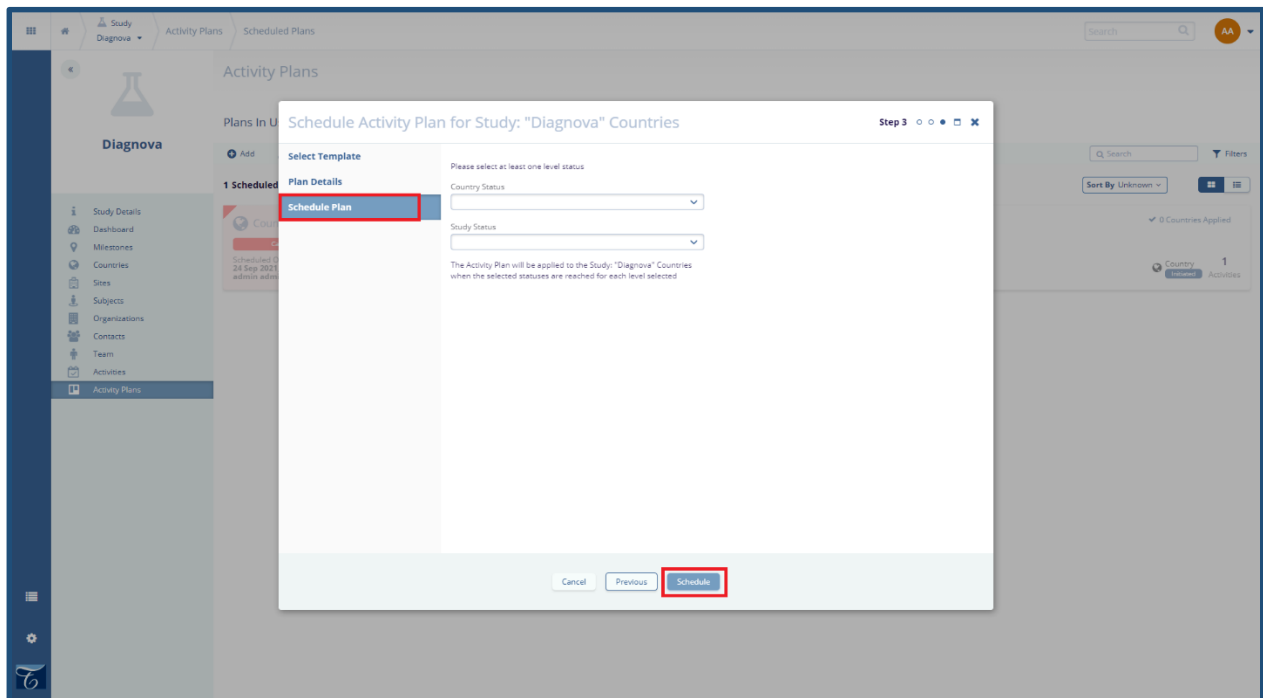 Study
Diagnova
Activity Plans
Scheduled Plans
Search
AA
Activity Plans
Diagnova
Plans In U
Add
Search
Filters
1 Scheduled
Sort By Unknown
Study Details
Dashboard
Milestones
Countries
Sites
Subjects
Organizations
Contacts
Team
Activities
Activity Plans
Coun
Ca
Scheduled O
24 Sep 2021
admin adm
0 Countries Applied
Country
Initiated
1
Activities
Schedule Activity Plan for Study: "Diagnova" Countries
Step 3
Select Template
Plan Details
Schedule Plan
Please select at least one level status
Country Status
Study Status
The Activity Plan will be applied to the Study: "Diagnova" Countries
when the selected statuses are reached for each level selected
Cancel
Previous
Schedule